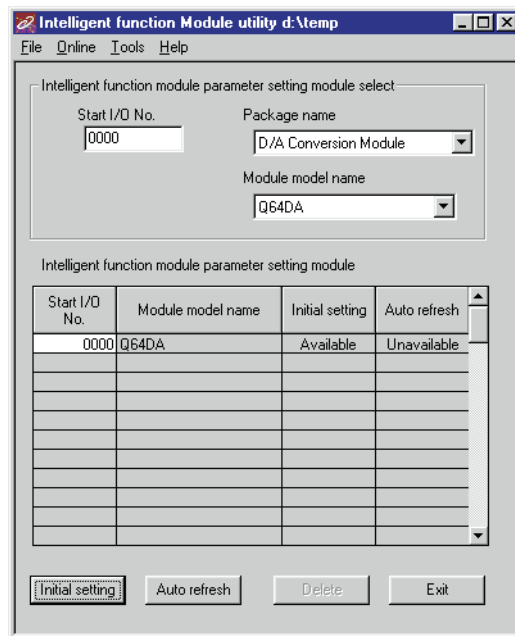 Intelligent function Module utility d:\temp
File Online Tools Help
Intelligent function module parameter setting module select
Start I/O No.
Package name
0000
D/A Conversion Module
Module model name
Q64DA
Intelligent function module parameter setting module
Start I/O No. Module model name Initial setting Auto refresh
0000 Q64DA Available Unavailable
Initial setting Auto refresh Delete Exit